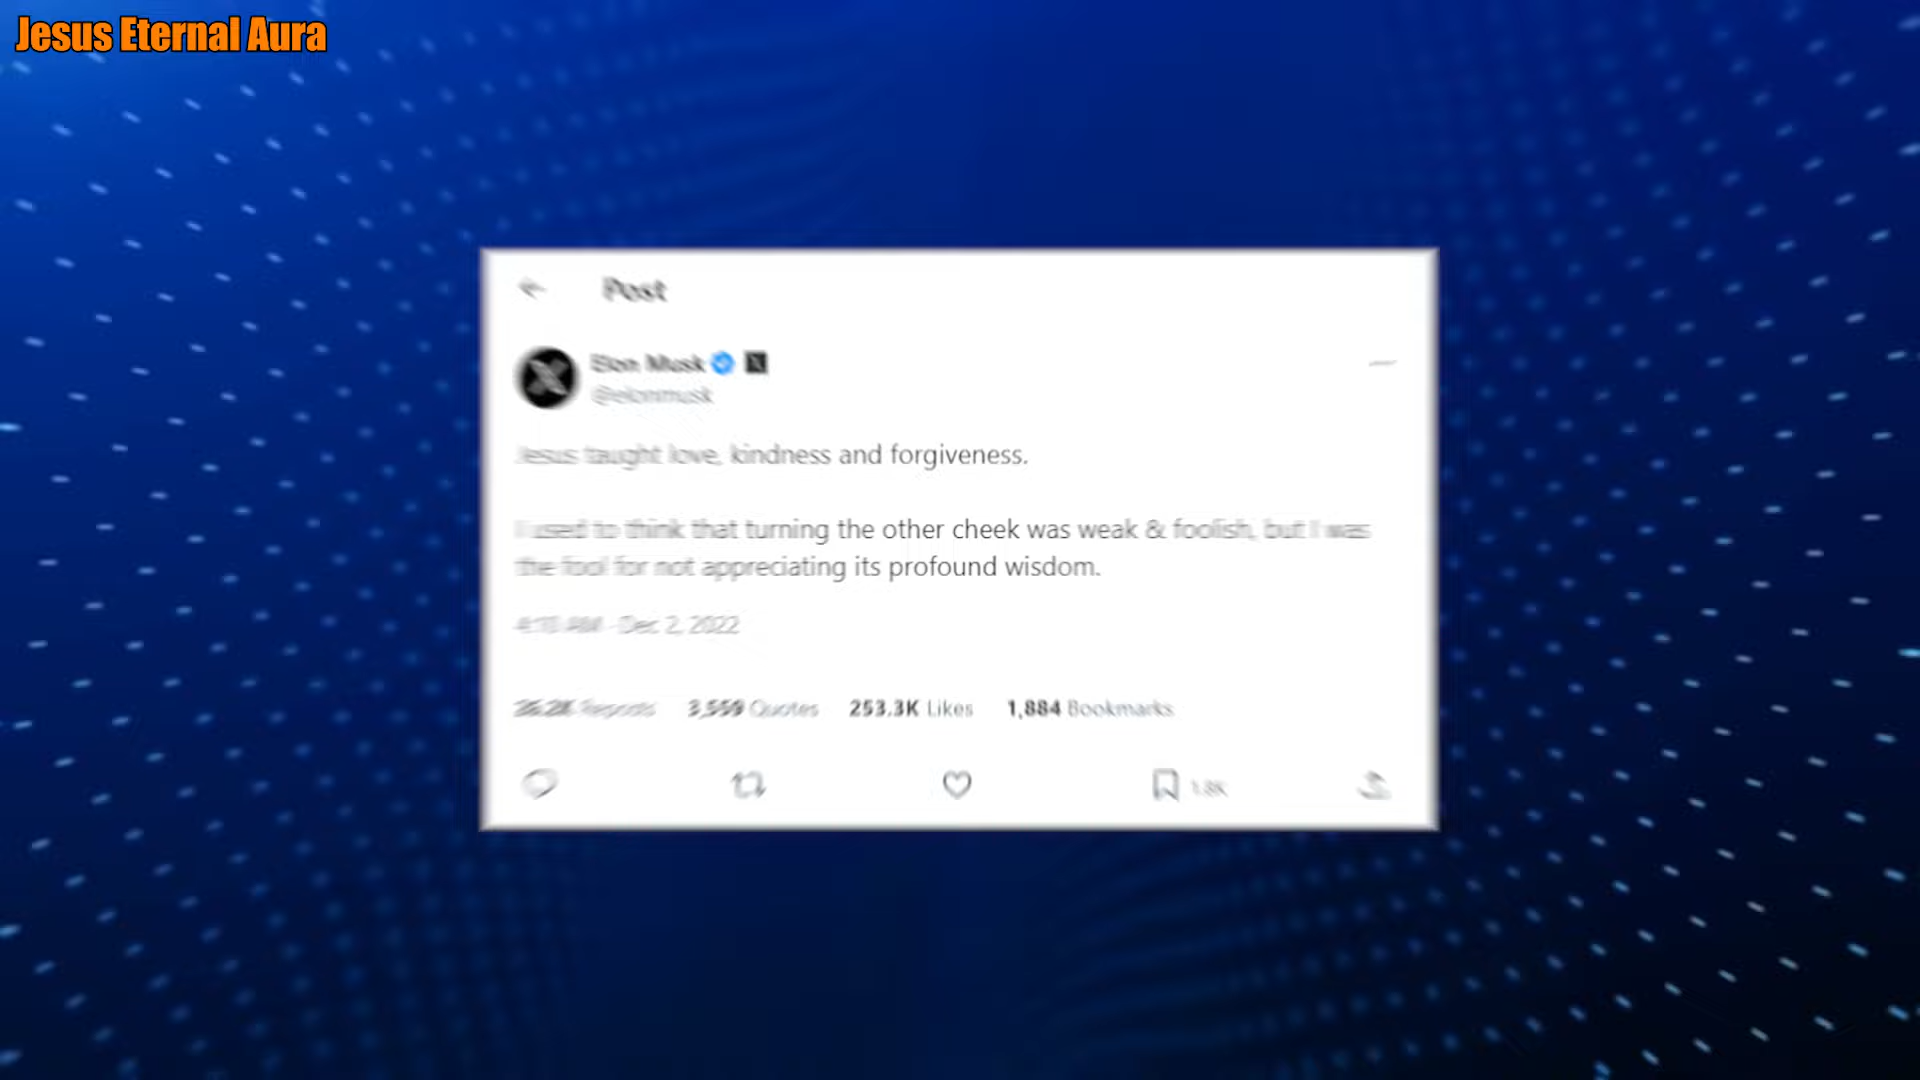 Jesus Eternal Aura
Post
Elon Musk
@elonmusk
Jesus taught love, kindness and forgiveness.
I used to think that turning the other cheek was weak & foolish, but I was
the fool for not appreciating its profound wisdom.
4:10 AM · Dec 2, 2022
26.2K Reposts 3,559 Quotes 253.3K Likes 1,884 Bookmarks
1.8K